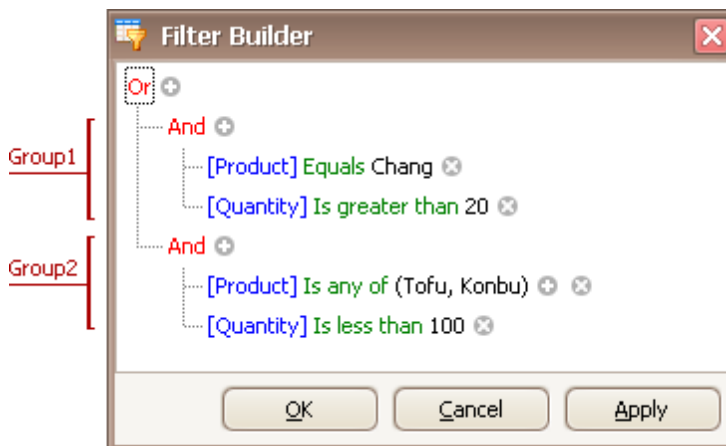 Filter Builder
Or
And
Group1
[Product] Equals Chang
[Quantity] Is greater than 20
And
Group2
[Product] Is any of (Tofu, Konbu)
[Quantity] Is less than 100
OK Cancel Apply